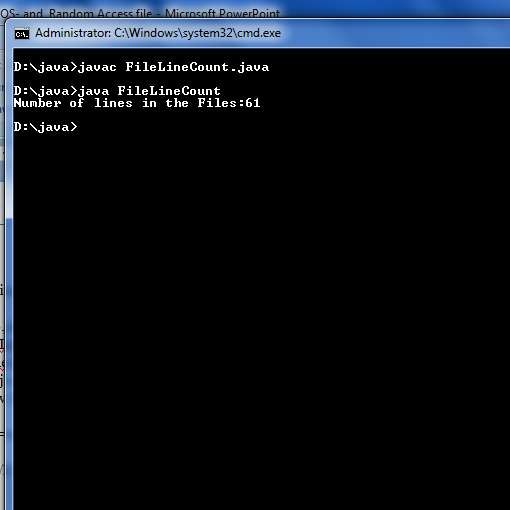 OS- and Random Access file - Microsoft PowerPoint
Administrator: C:\Windows\system32\cmd.exe
D:\java>javac FileLineCount.java
D:\java>java FileLineCount
Number of lines in the Files:61
D:\java>